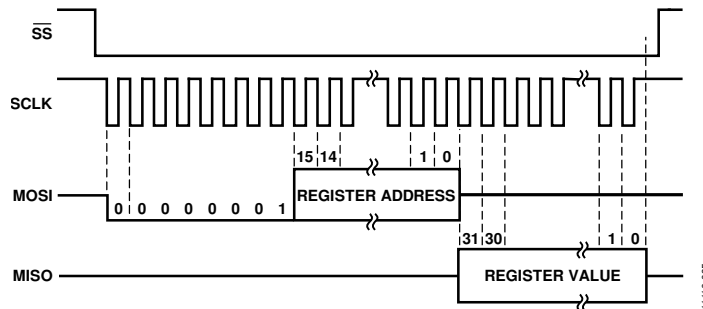 SS
SCLK
15 14 1 0
MOSI
0 0 0 0 0 0 0 1
REGISTER ADDRESS
31 30 1 0
MISO
REGISTER VALUE